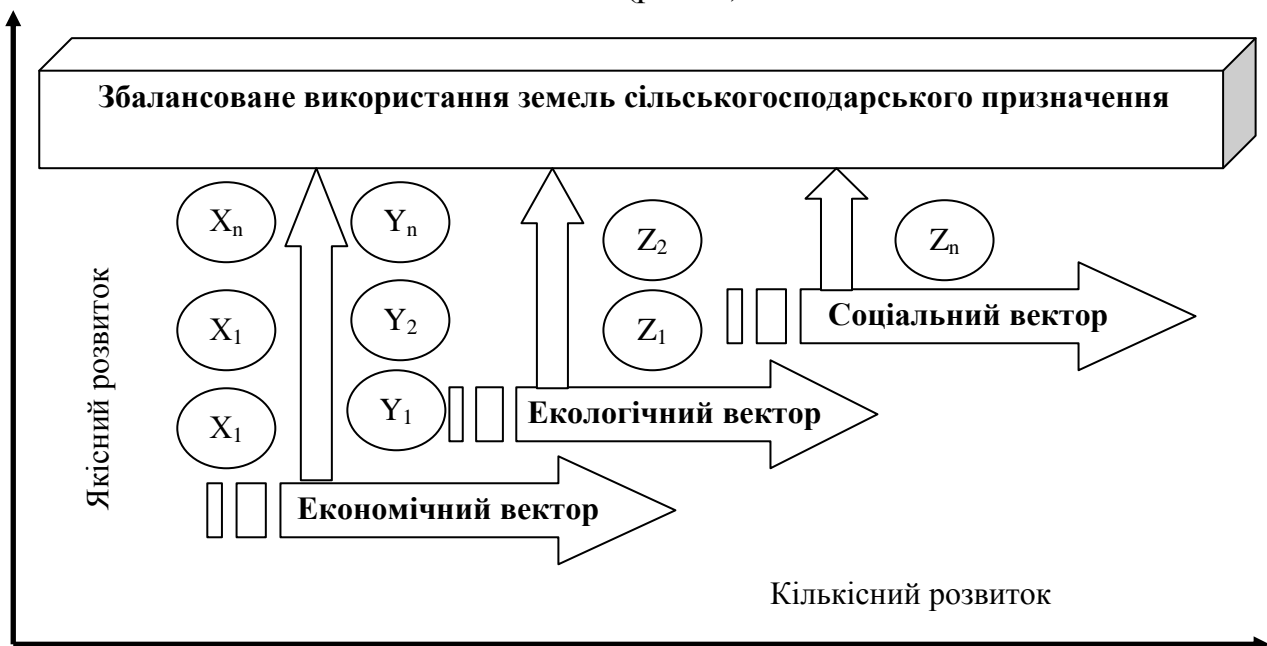 Збалансоване використання земель сільськогосподарського призначення
Xn
Yn
Z2
Zn
X1
Y2
Z1
Соціальний вектор
X1
Y1
Екологічний вектор
Якісний розвиток
Економічний вектор
Кількісний розвиток